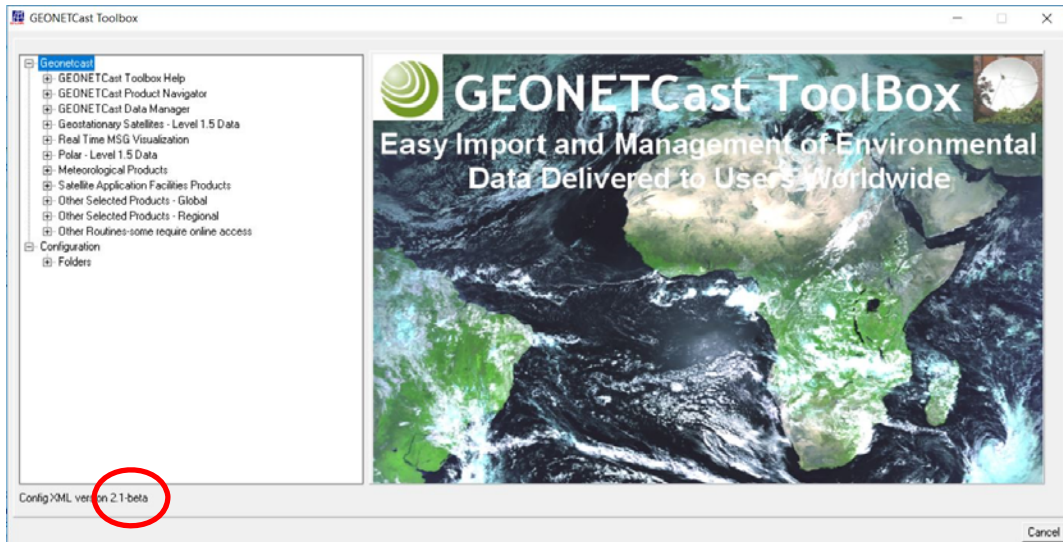 GEONETCast Toolbox
Geonetcast
GEONETCast Toolbox Help
GEONETCast Product Navigator
GEONETCast Data Manager
Geostationary Satellites - Level 1.5 Data
Real Time MSG Visualization
Polar - Level 1.5 Data
Meteorological Products
Satellite Application Facilities Products
Other Selected Products - Global
Other Selected Products - Regional
Other Routines-some require online access
Configuration
Folders
GEONETCast ToolBox
Easy Import and Management of Environmental
Data Delivered to Users Worldwide
Config XML version 2.1-beta
Cancel